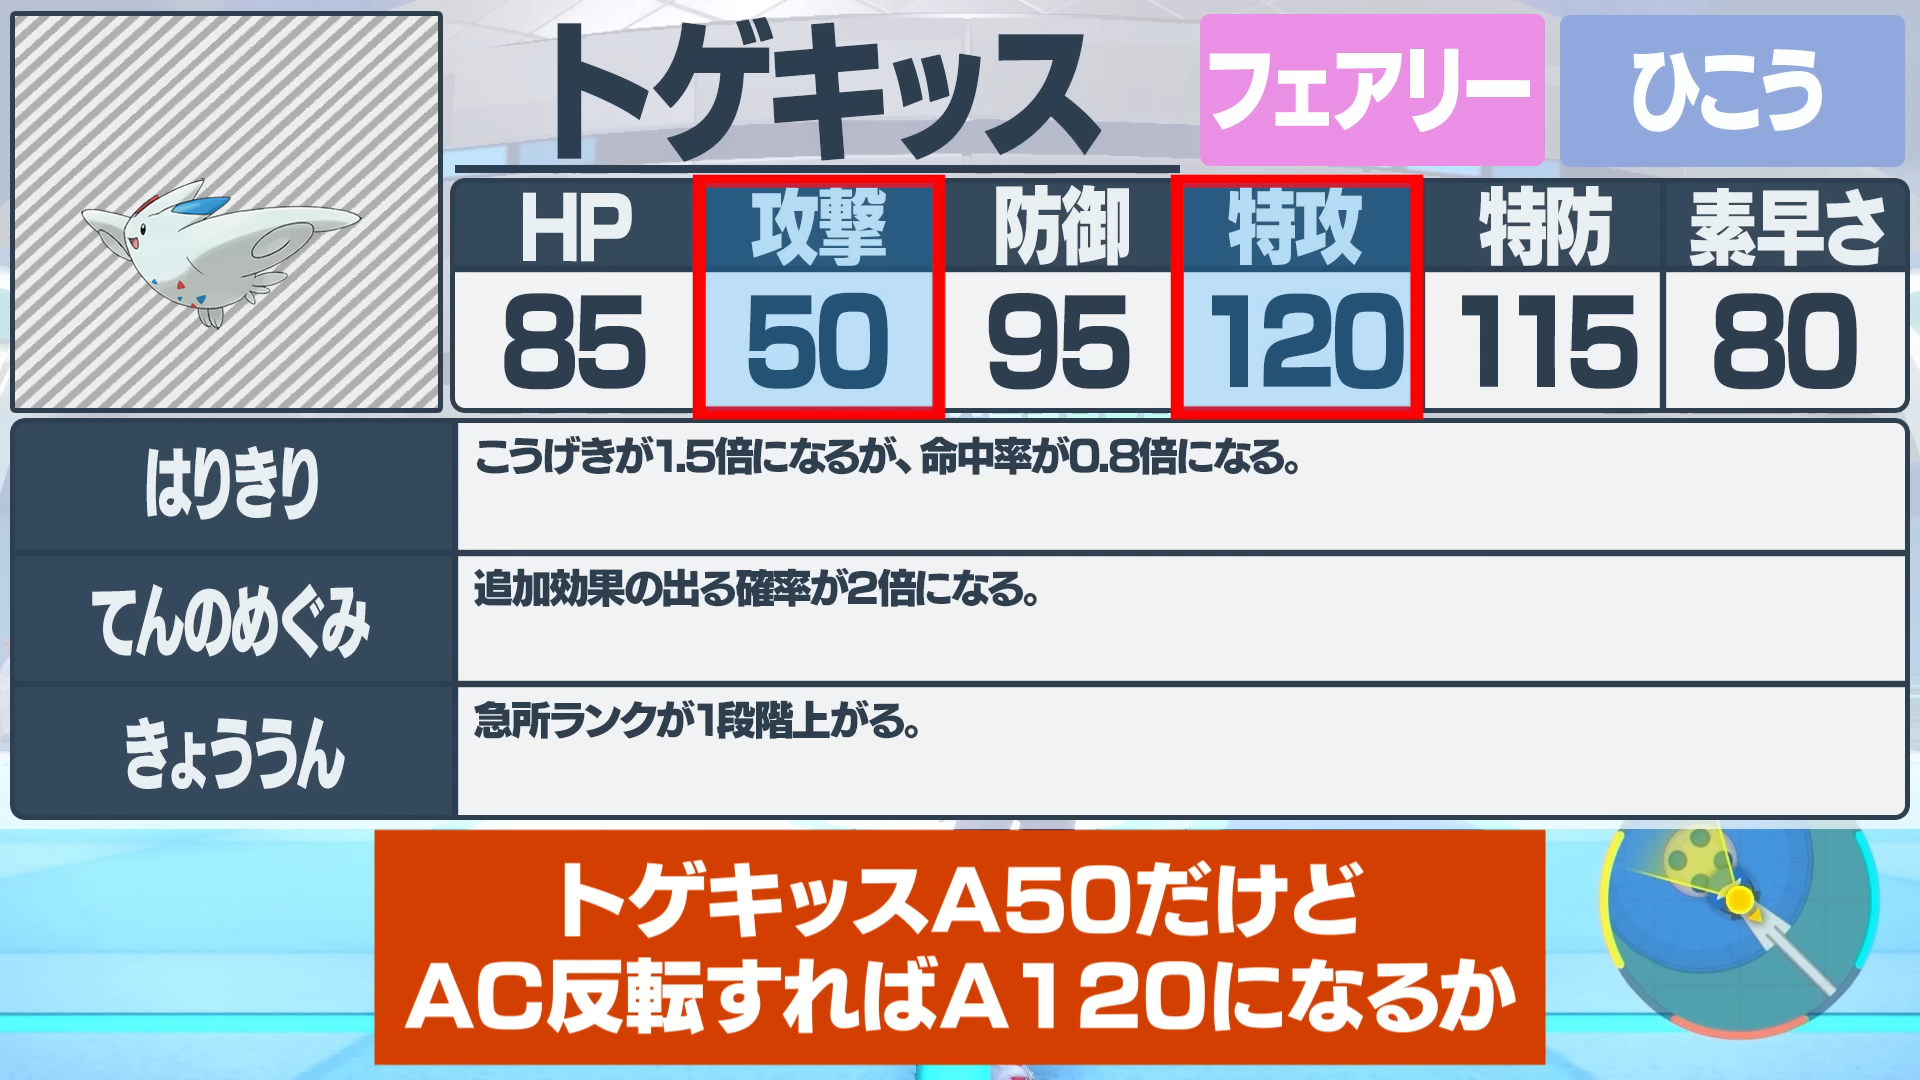 トゲキッス
フェアリー
ひこう
HP 攻撃 防御 特攻 特防 素早さ
85 50 95 120 115 80
はりきり
こうげきが1.5倍になるが、命中率が0.8倍になる。
てんのめぐみ
追加効果の出る確率が2倍になる。
きょううん
急所ランクが1段階上がる。
トゲキッスA50だけど
AC反転すればA120になるか